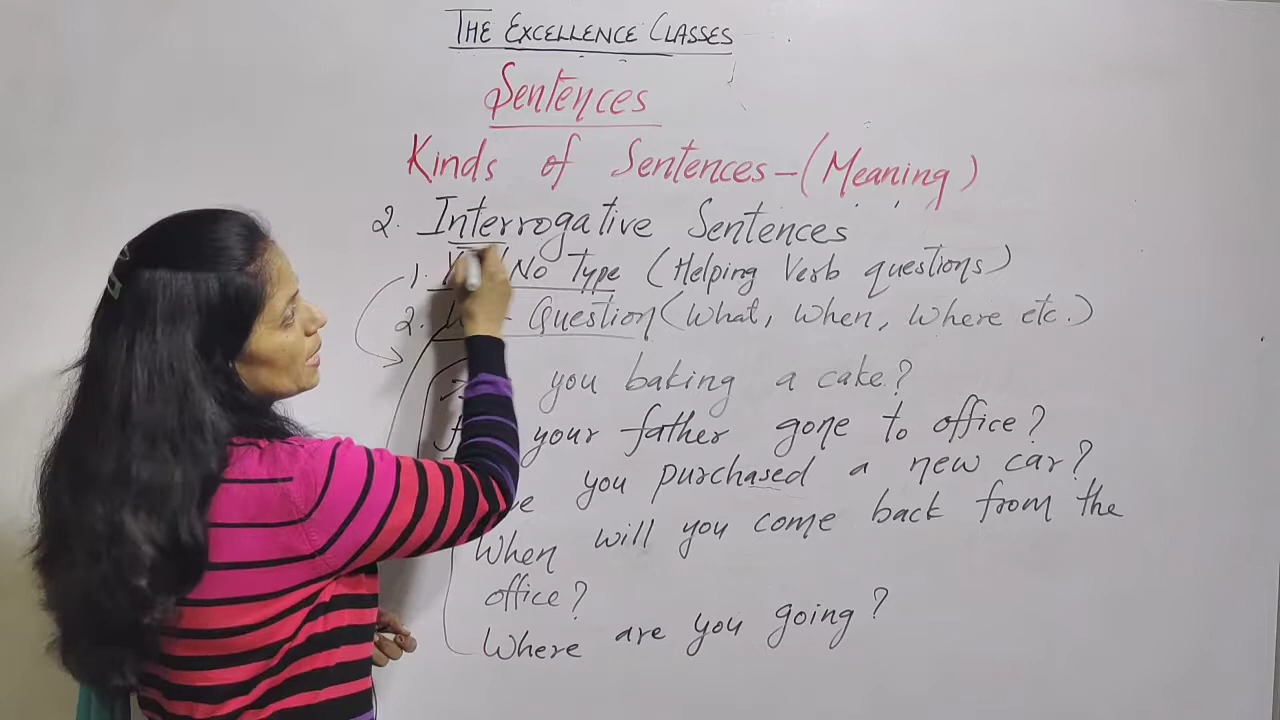 THE EXCELLENCE CLASSES
Sentences
Kinds of Sentences-(Meaning)
2. Interrogative Sentences
1. No Type (Helping Verb questions)
2. Question (What, When, Where etc.)
you baking a cake?
your father gone to office?
you purchased a new car?
When will you come back from the
office?
Where are you going?